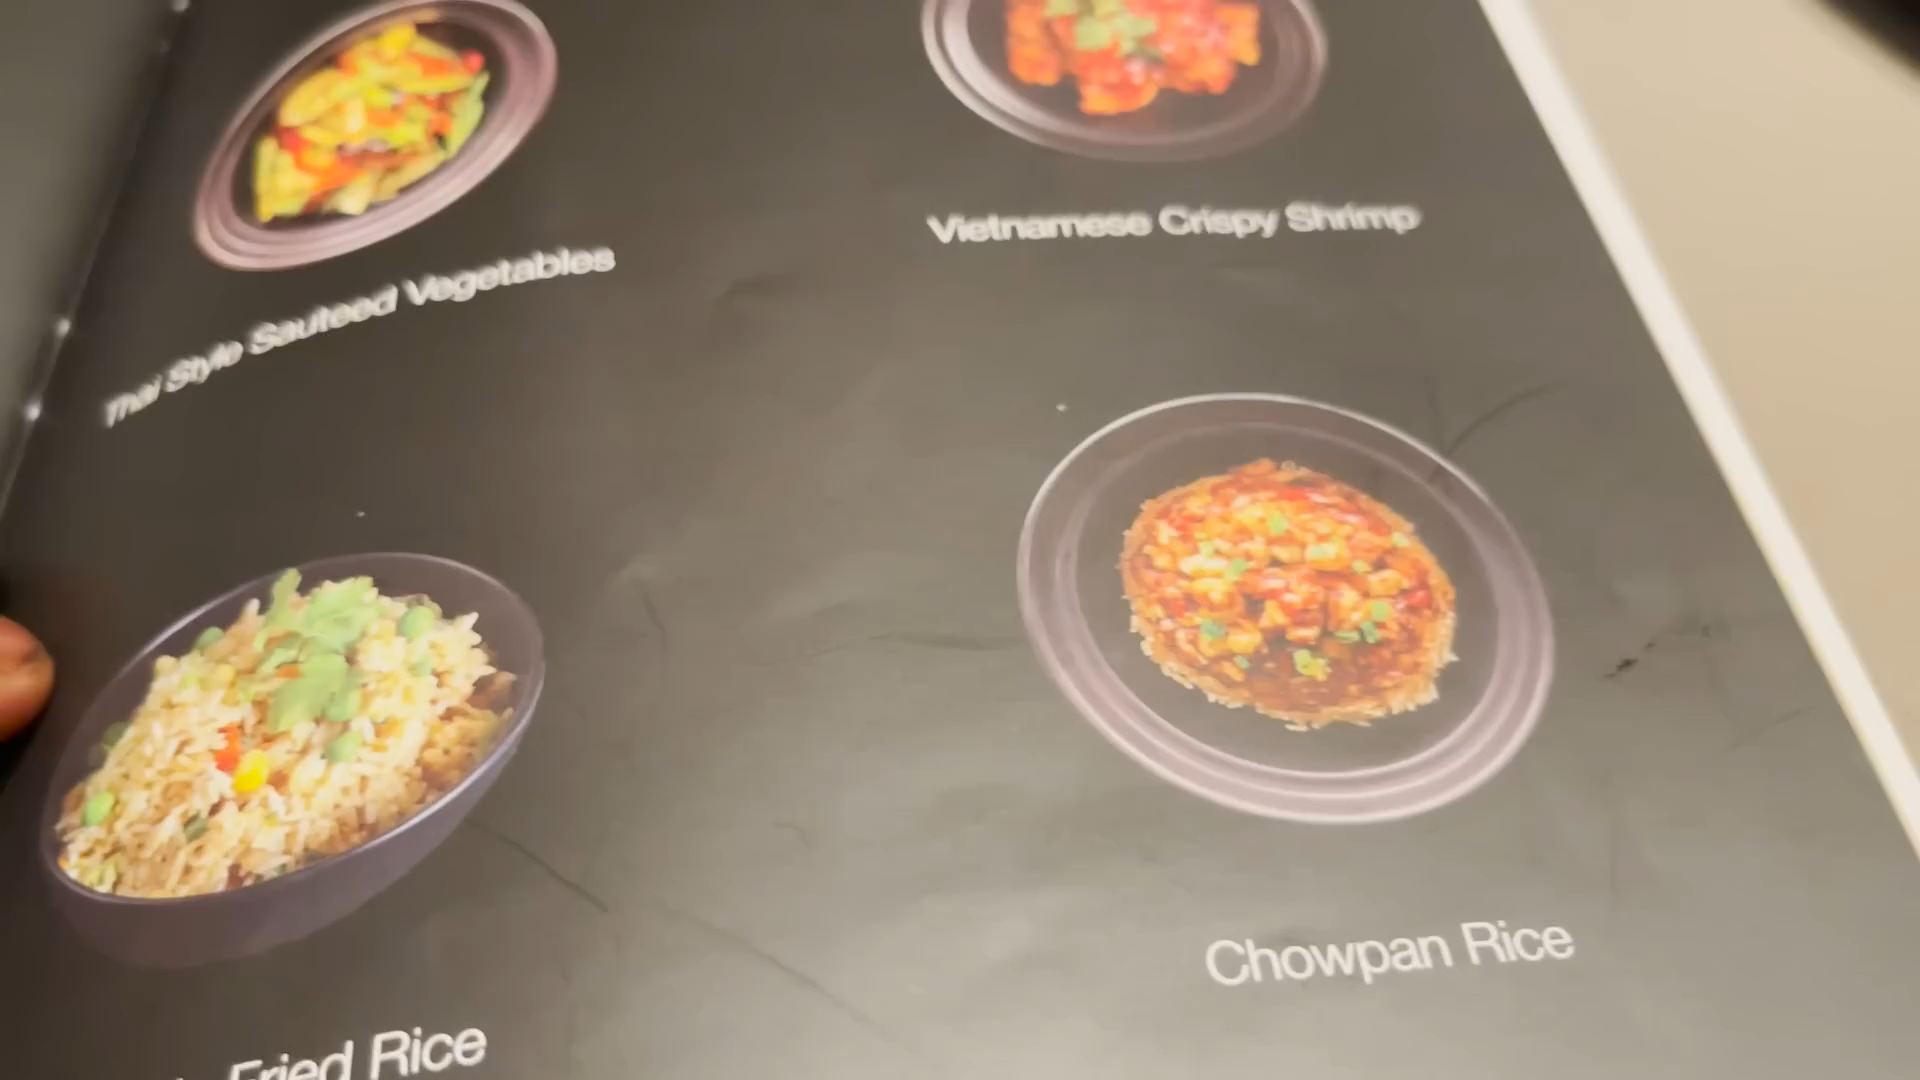 Thai Style Sauteed Vegetables
Vietnamese Crispy Shrimp
Fried Rice
Chowpan Rice